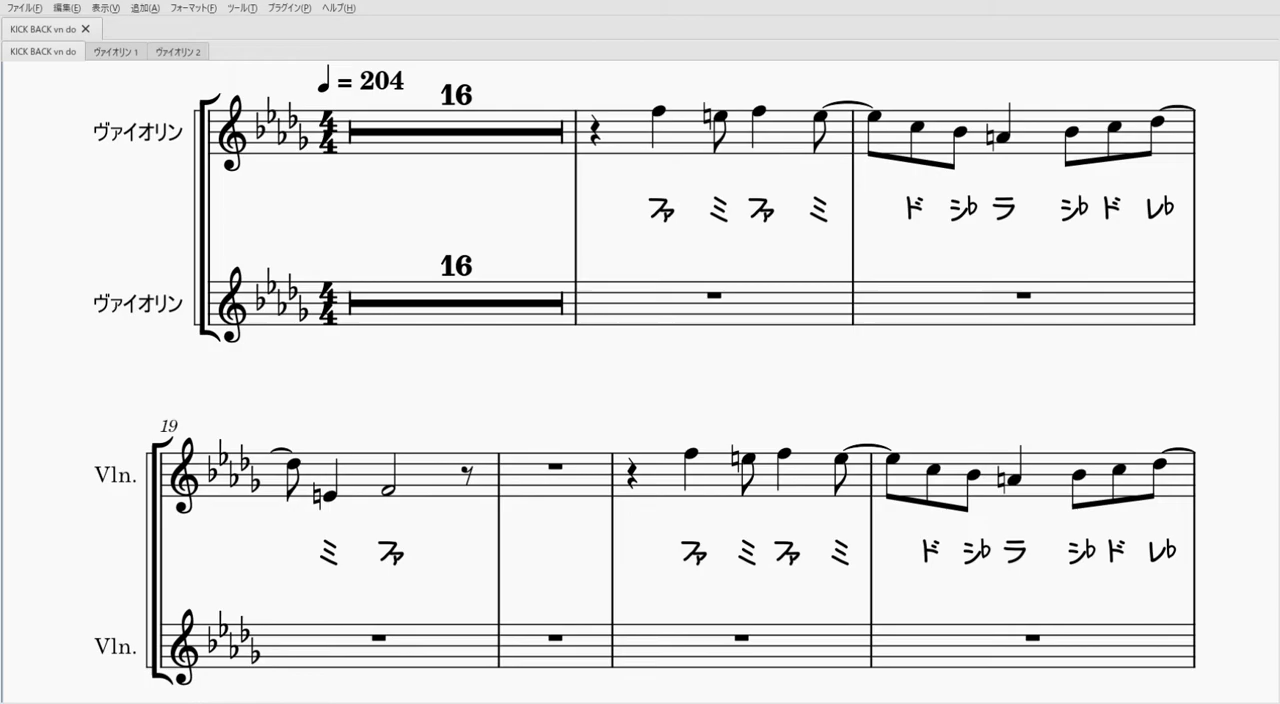 ファイル(F) 編集(E) 表示(V) 追加(A) フォーマット(F) ツール(T) プラグイン(P) ヘルプ(H)
KICK BACK vn do ✕
KICK BACK vn do ヴァイオリン 1 ヴァイオリン 2
♩ = 204
16
ヴァイオリン
4/4
ファ ミ ファ ミ ド シ♭ ラ シ♭ ド レ♭
16
ヴァイオリン
4/4
19
Vln.
ミ ファ ファ ミ ファ ミ ド シ♭ ラ シ♭ ド レ♭
Vln.